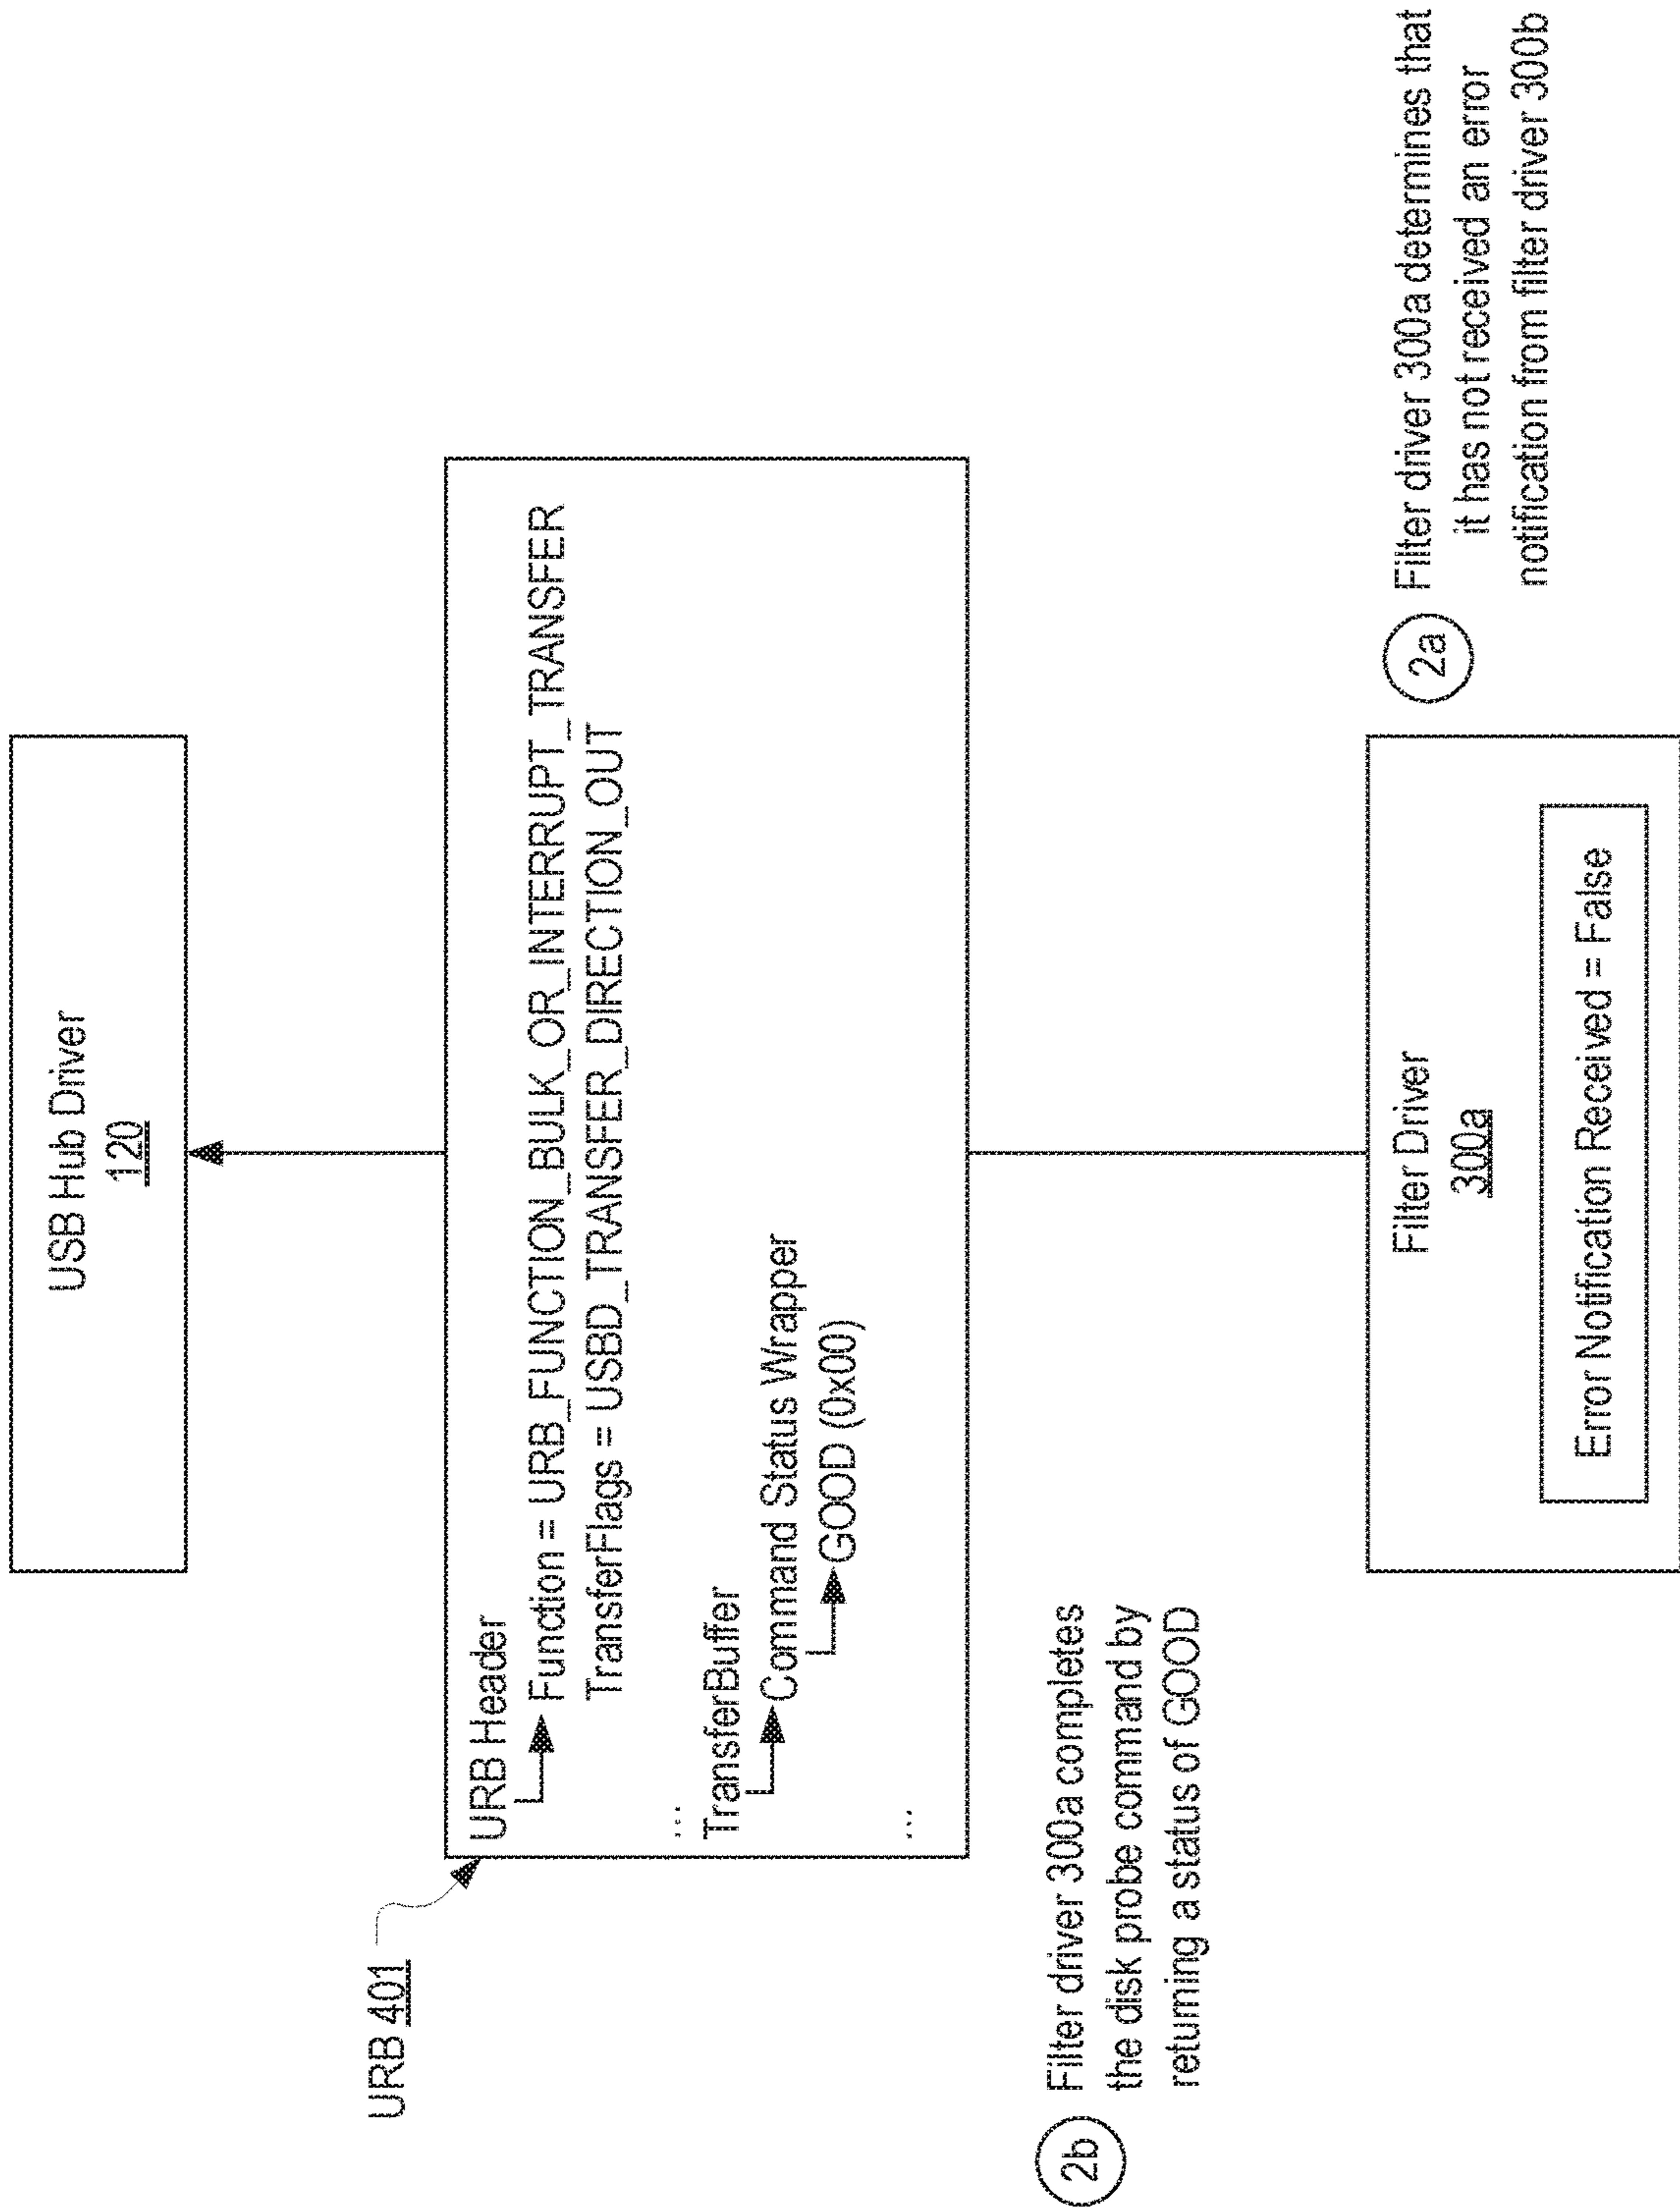 USB Hub Driver
120
URB 401
URB Header
Function = URB_FUNCTION_BULK_OR_INTERRUPT_TRANSFER
TransferFlags = USBD_TRANSFER_DIRECTION_OUT
...
TransferBuffer
Command Status Wrapper
GOOD (0x00)
...
2b
Filter driver 300a completes
the disk probe command by
returning a status of GOOD
Filter Driver
300a
Error Notification Received = False
2a
Filter driver 300a determines that
it has not received an error
notification from filter driver 300b